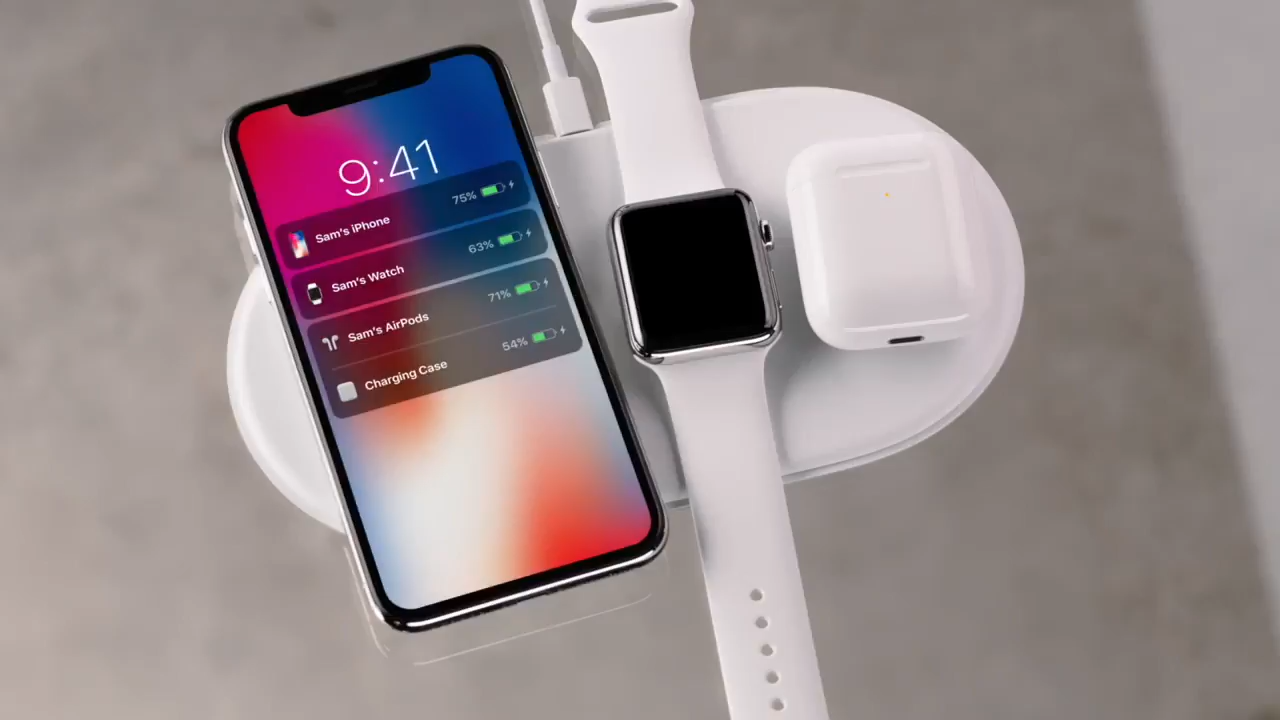 9:41
75%
Sam's iPhone
63%
Sam's Watch
71%
Sam's AirPods
54%
Charging Case